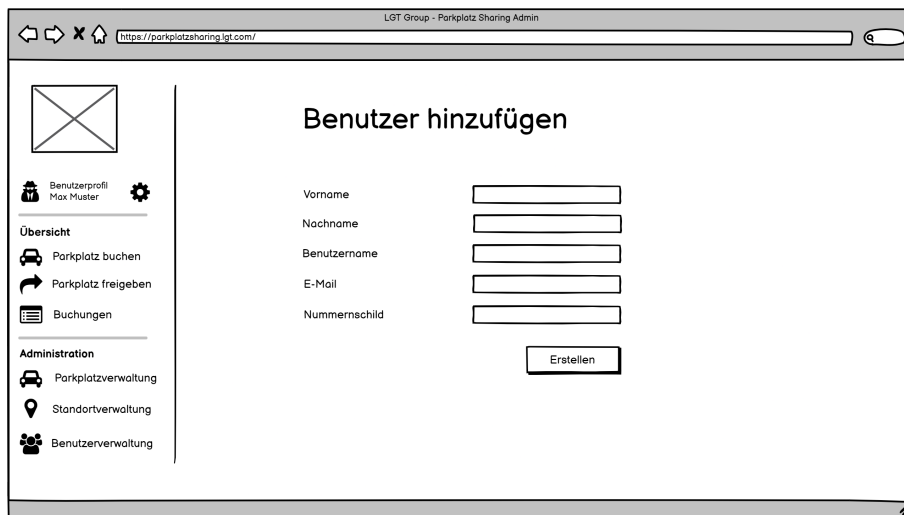 LGT Group - Parkplatz Sharing Admin
https://parkplatzsharing.lgt.com/
Benutzerprofil
Max Muster
Übersicht
Parkplatz buchen
Parkplatz freigeben
Buchungen
Administration
Parkplatzverwaltung
Standortverwaltung
Benutzerverwaltung
Benutzer hinzufügen
Vorname
Nachname
Benutzername
E-Mail
Nummernschild
Erstellen